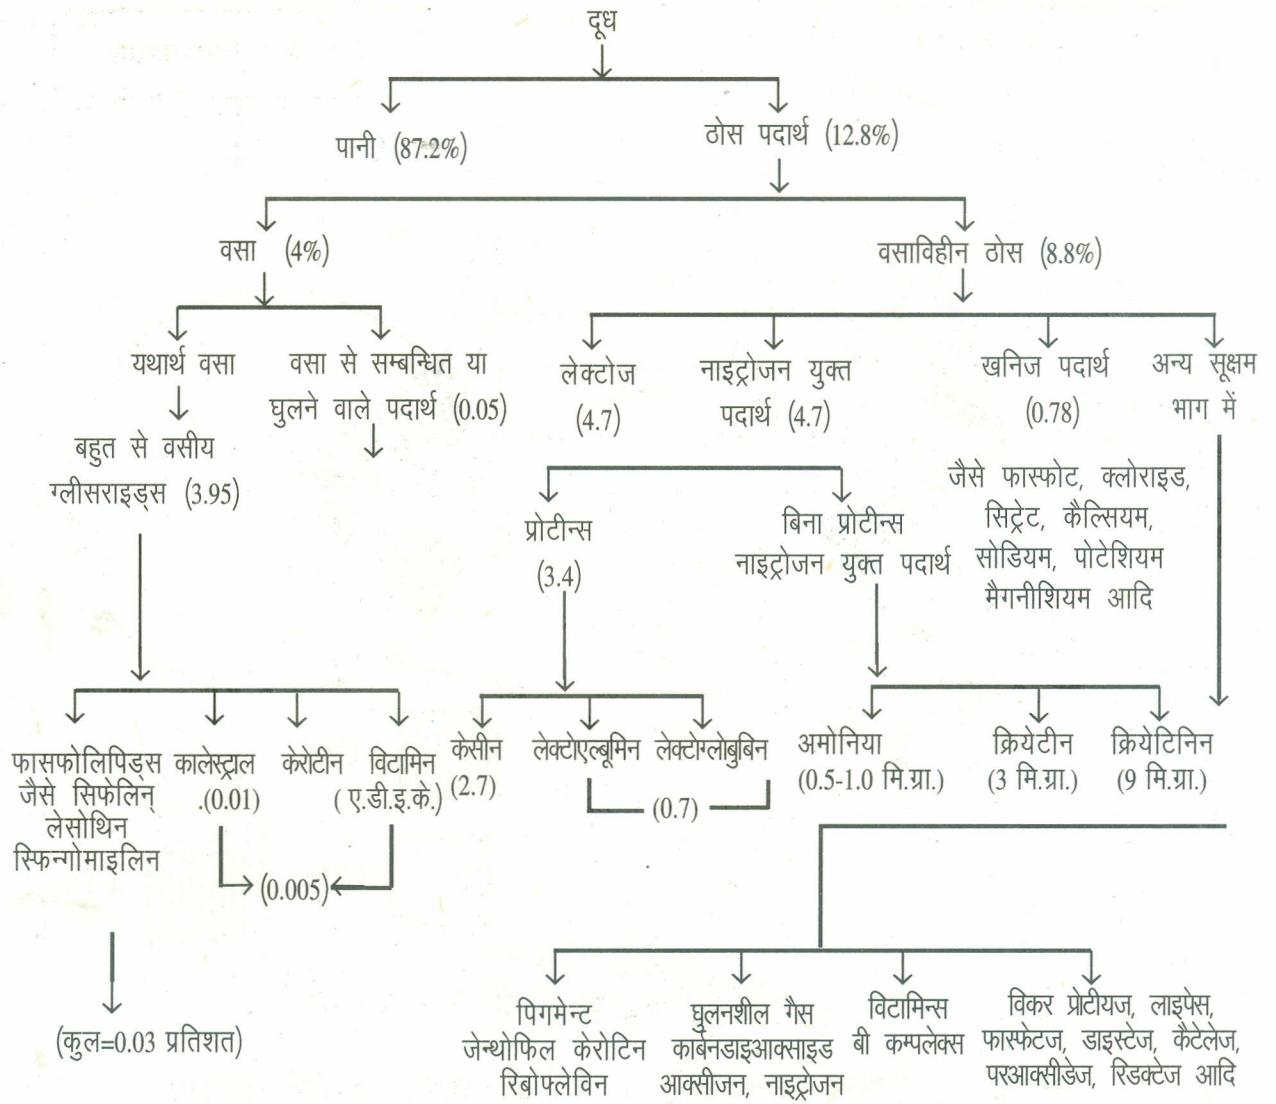 दूध
पानी (87.2%)
ठोस पदार्थ (12.8%)
वसा (4%)
वसाविहीन ठोस (8.8%)
यथार्थ वसा
वसा से सम्बन्धित या
घुलने वाले पदार्थ (0.05)
लेक्टोज
(4.7)
नाइट्रोजन युक्त
पदार्थ (4.7)
खनिज पदार्थ
(0.78)
अन्य सूक्षम
भाग में
बहुत से वसीय
ग्लीसराइड्स (3.95)
जैसे फास्फोट, क्लोराइड,
सिट्रेट, कैल्सियम,
सोडियम, पोटेशियम
मैगनीशियम आदि
प्रोटीन्स
(3.4)
बिना प्रोटीन्स
नाइट्रोजन युक्त पदार्थ
फासफोलिपिड्स
जैसे सिफेलिन्
लेसोथिन
स्फिन्गोमाइलिन
कालेस्ट्राल
.(0.01)
केरोटीन
विटामिन
(ए.डी.इ.के.)
(0.005)
केसीन
(2.7)
लेक्टोएल्बूमिन
लेक्टोग्लोबुबिन
(0.7)
अमोनिया
(0.5-1.0 मि.ग्रा.)
क्रियेटीन
(3 मि.ग्रा.)
क्रियेटिनिन
(9 मि.ग्रा.)
(कुल=0.03 प्रतिशत)
पिगमेन्ट
जेन्थोफिल केरोटिन
रिबोफ्लेविन
घुलनशील गैस
कार्बनडाइआक्साइड
आक्सीजन, नाइट्रोजन
विटामिन्स
बी कम्पलेक्स
विकर प्रोटीयज, लाइपेस,
फास्फेटज, डाइस्टेज, कैटेलेज,
परआक्सीडेज, रिडक्टेज आदि